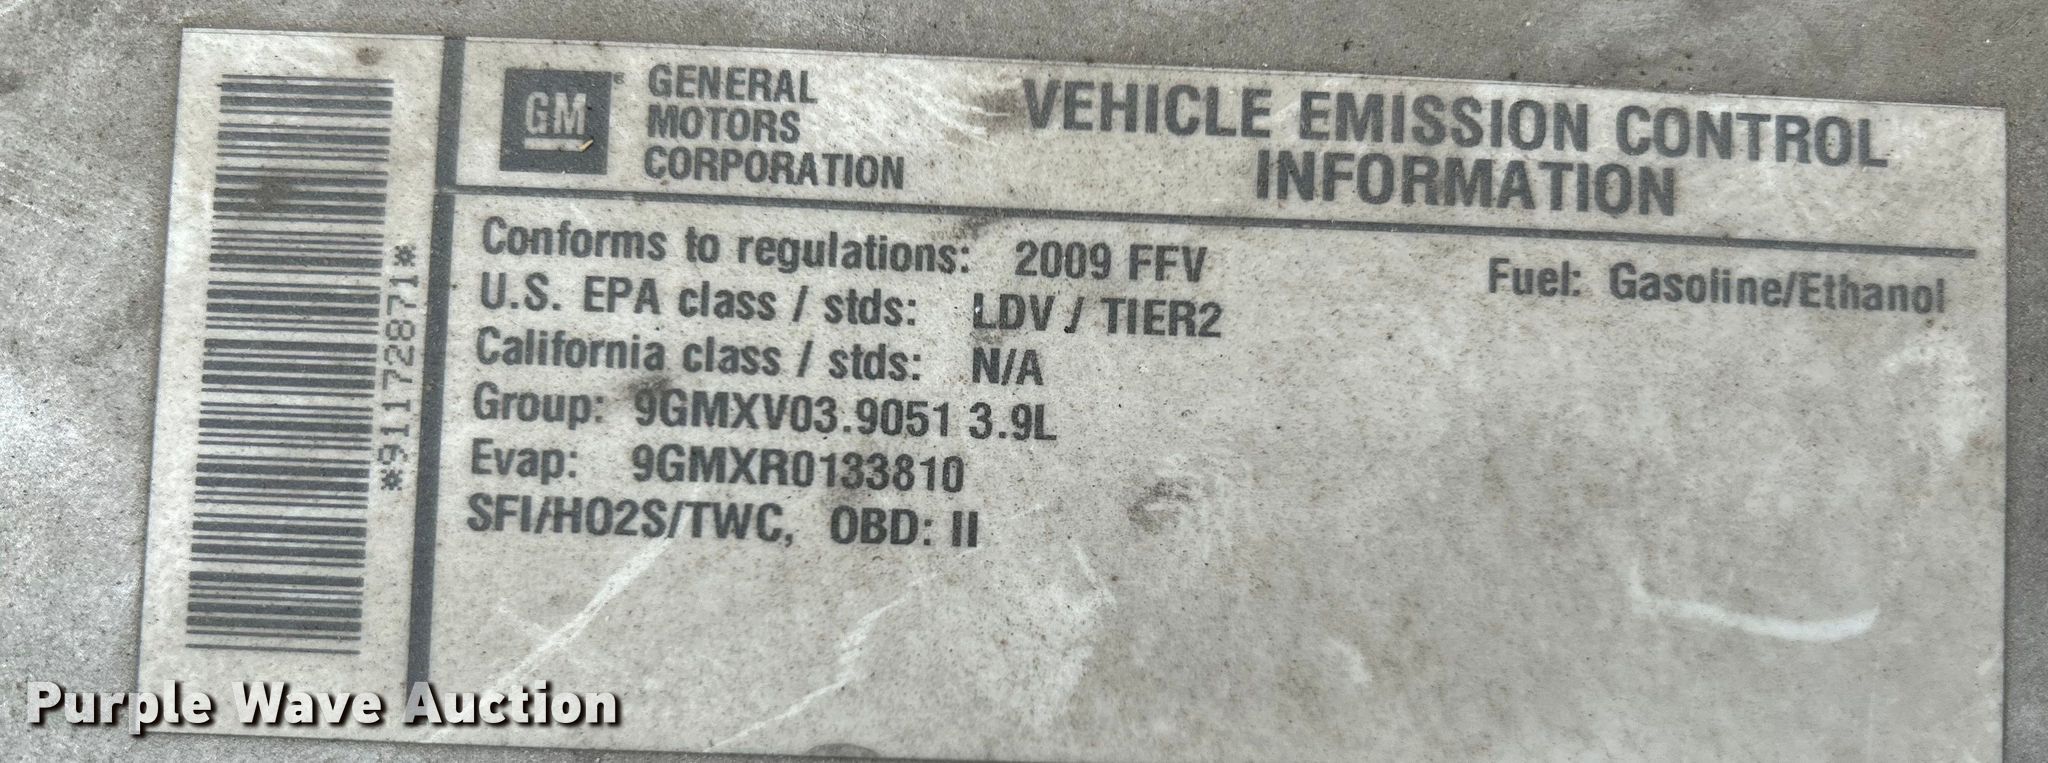 GM®
GENERAL
MOTORS
CORPORATION
VEHICLE EMISSION CONTROL
INFORMATION
Conforms to regulations: 2009 FFV
Fuel: Gasoline/Ethanol
U.S. EPA class / stds: LDV / TIER2
California class / stds: N/A
Group: 9GMXV03.9051 3.9L
Evap: 9GMXR0133810
SFI/HO2S/TWC, OBD: II
*91172871*
Purple Wave Auction